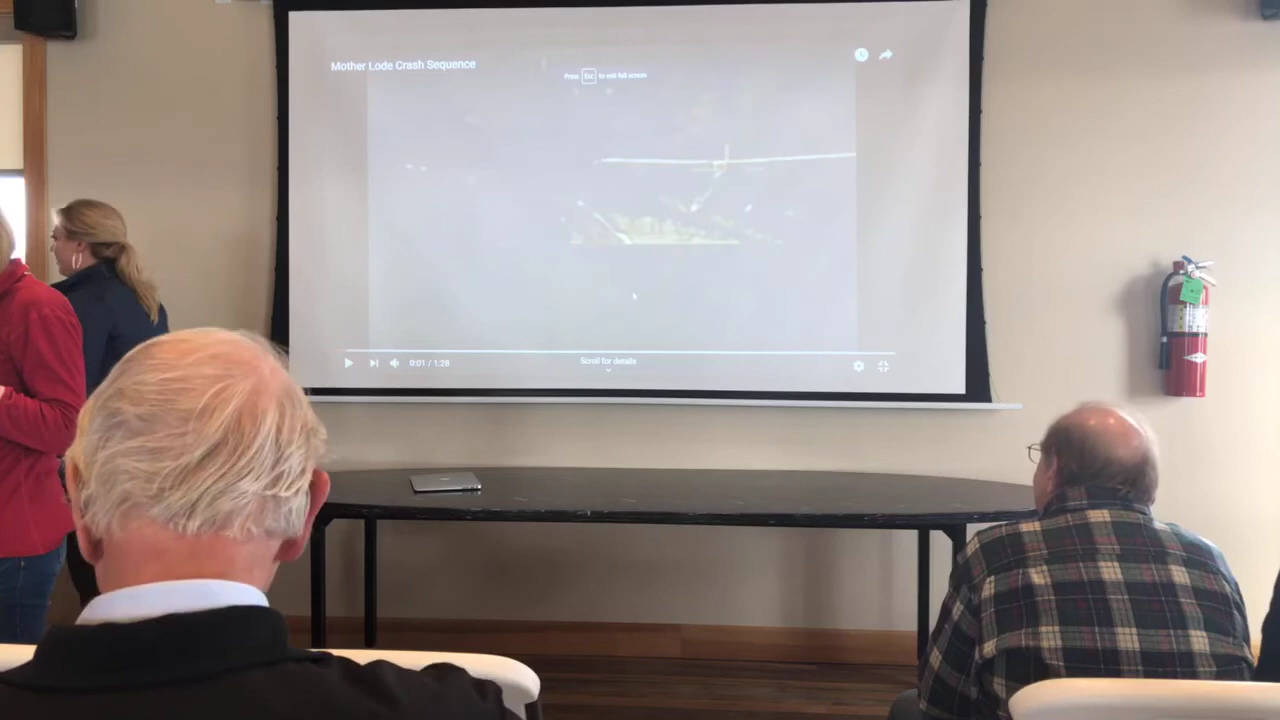 Mother Lode Crash Sequence
Press Esc to exit full screen
0:01 / 1:28
Scroll for details